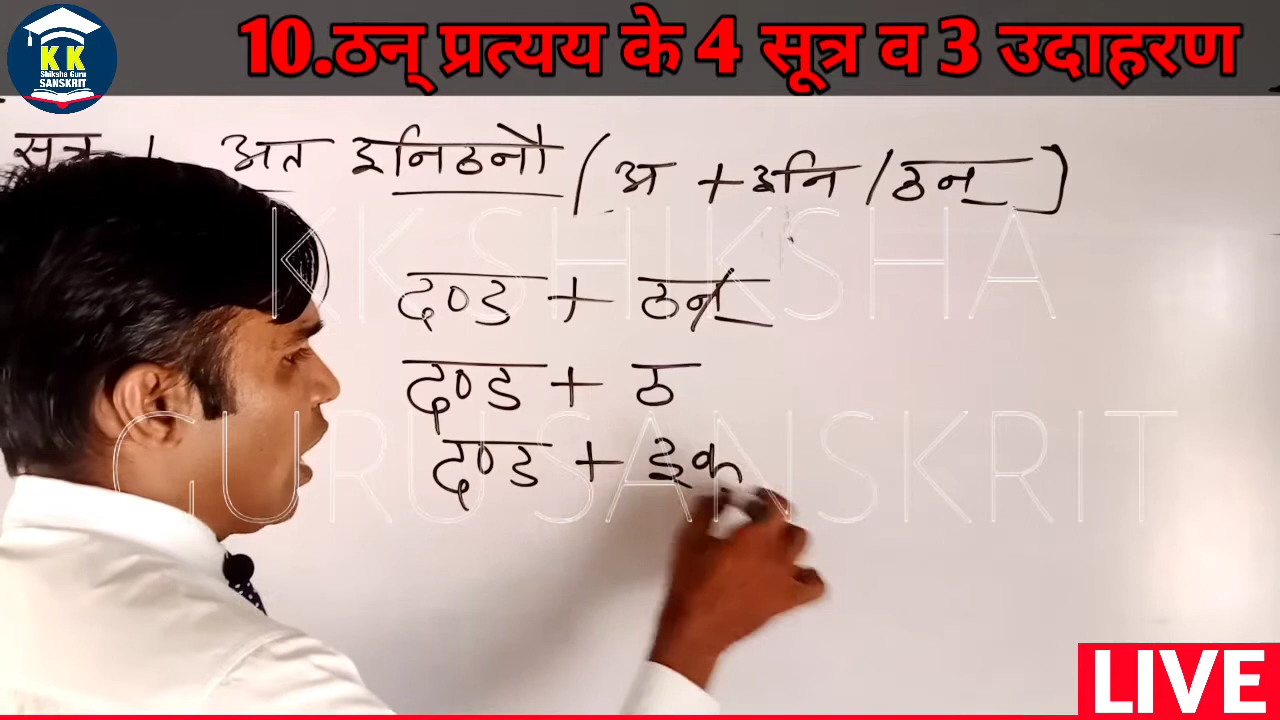 KK
Shiksha Guru
SANSKRIT
10.ठन् प्रत्यय के 4 सूत्र व 3 उदाहरण
सूत्र अत इनिठनौ (अ + इनि / ठन्)
KK SHIKSHA
दण्ड + ठन्
दण्ड + ठ
GURU SANSKRIT
दण्ड + इक
LIVE